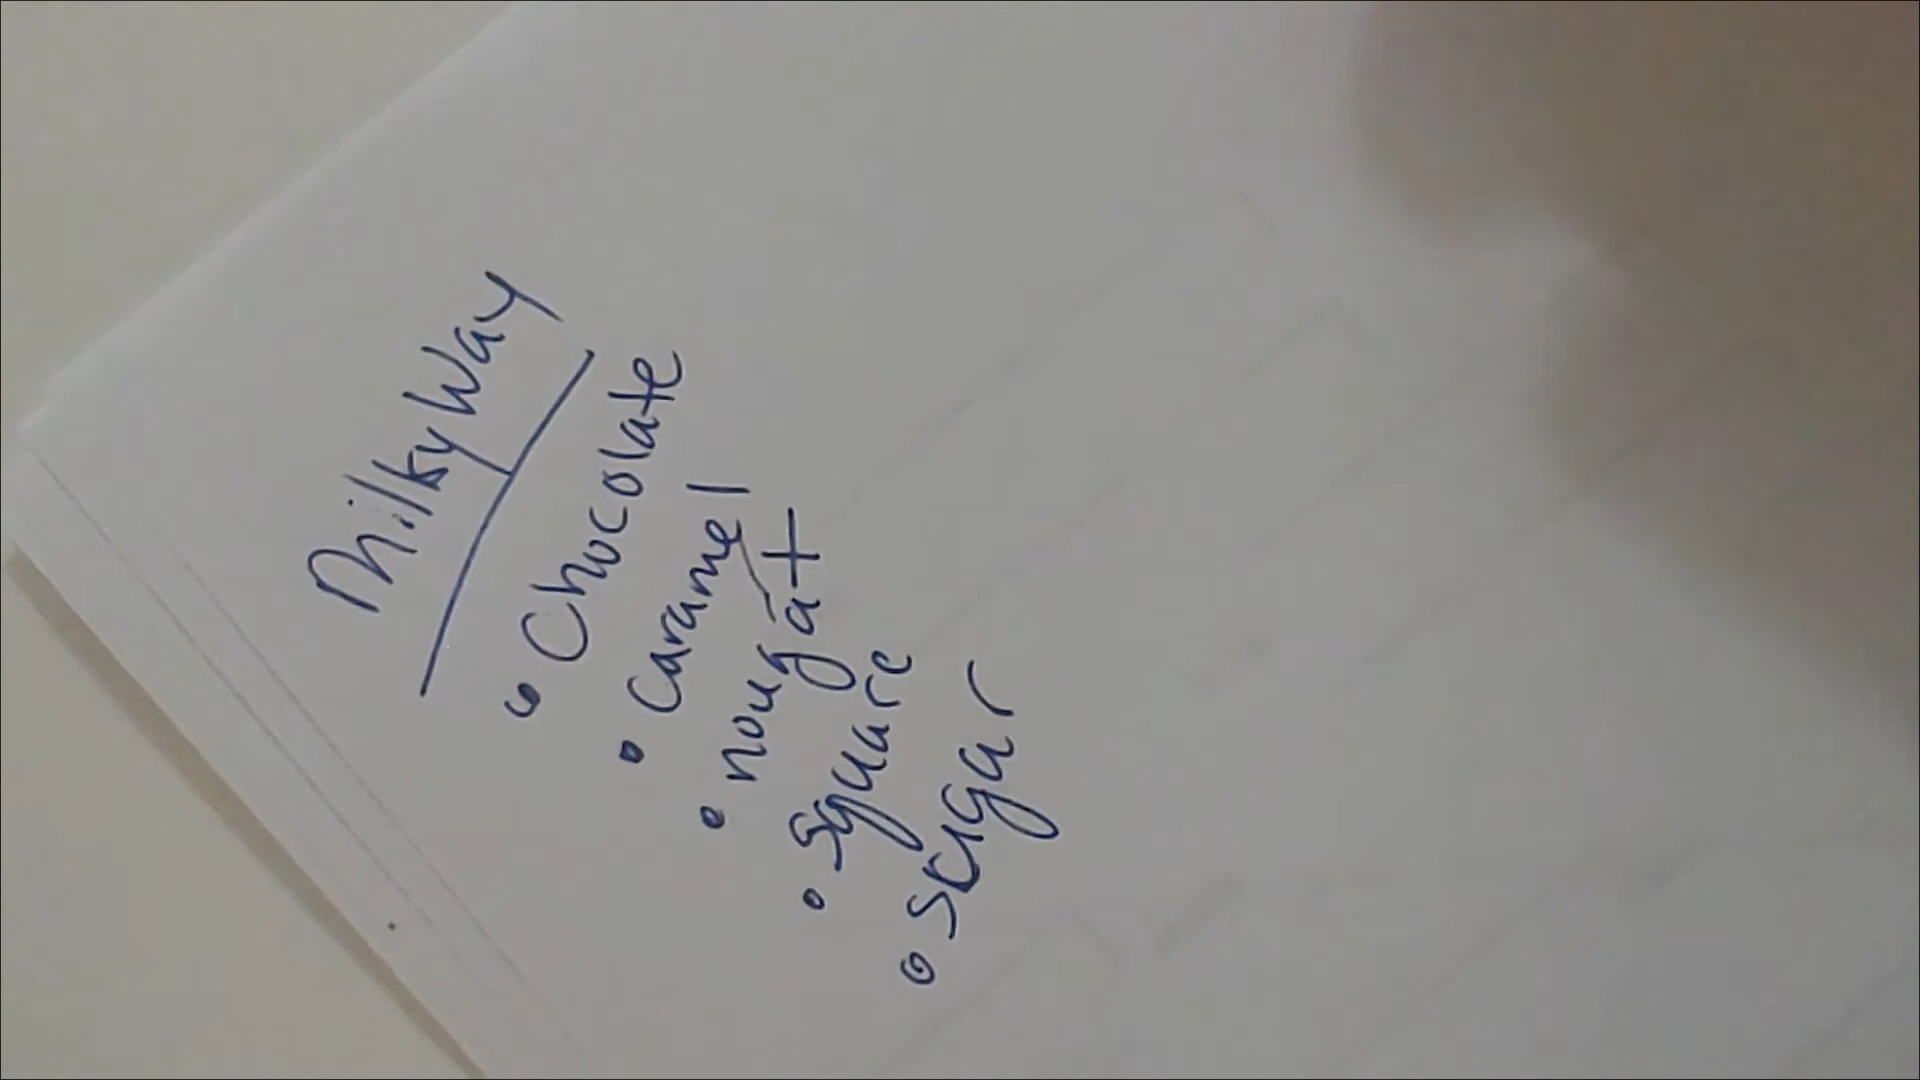 Milky Way
• Chocolate
• caramel
• nougat
• square
• sugar